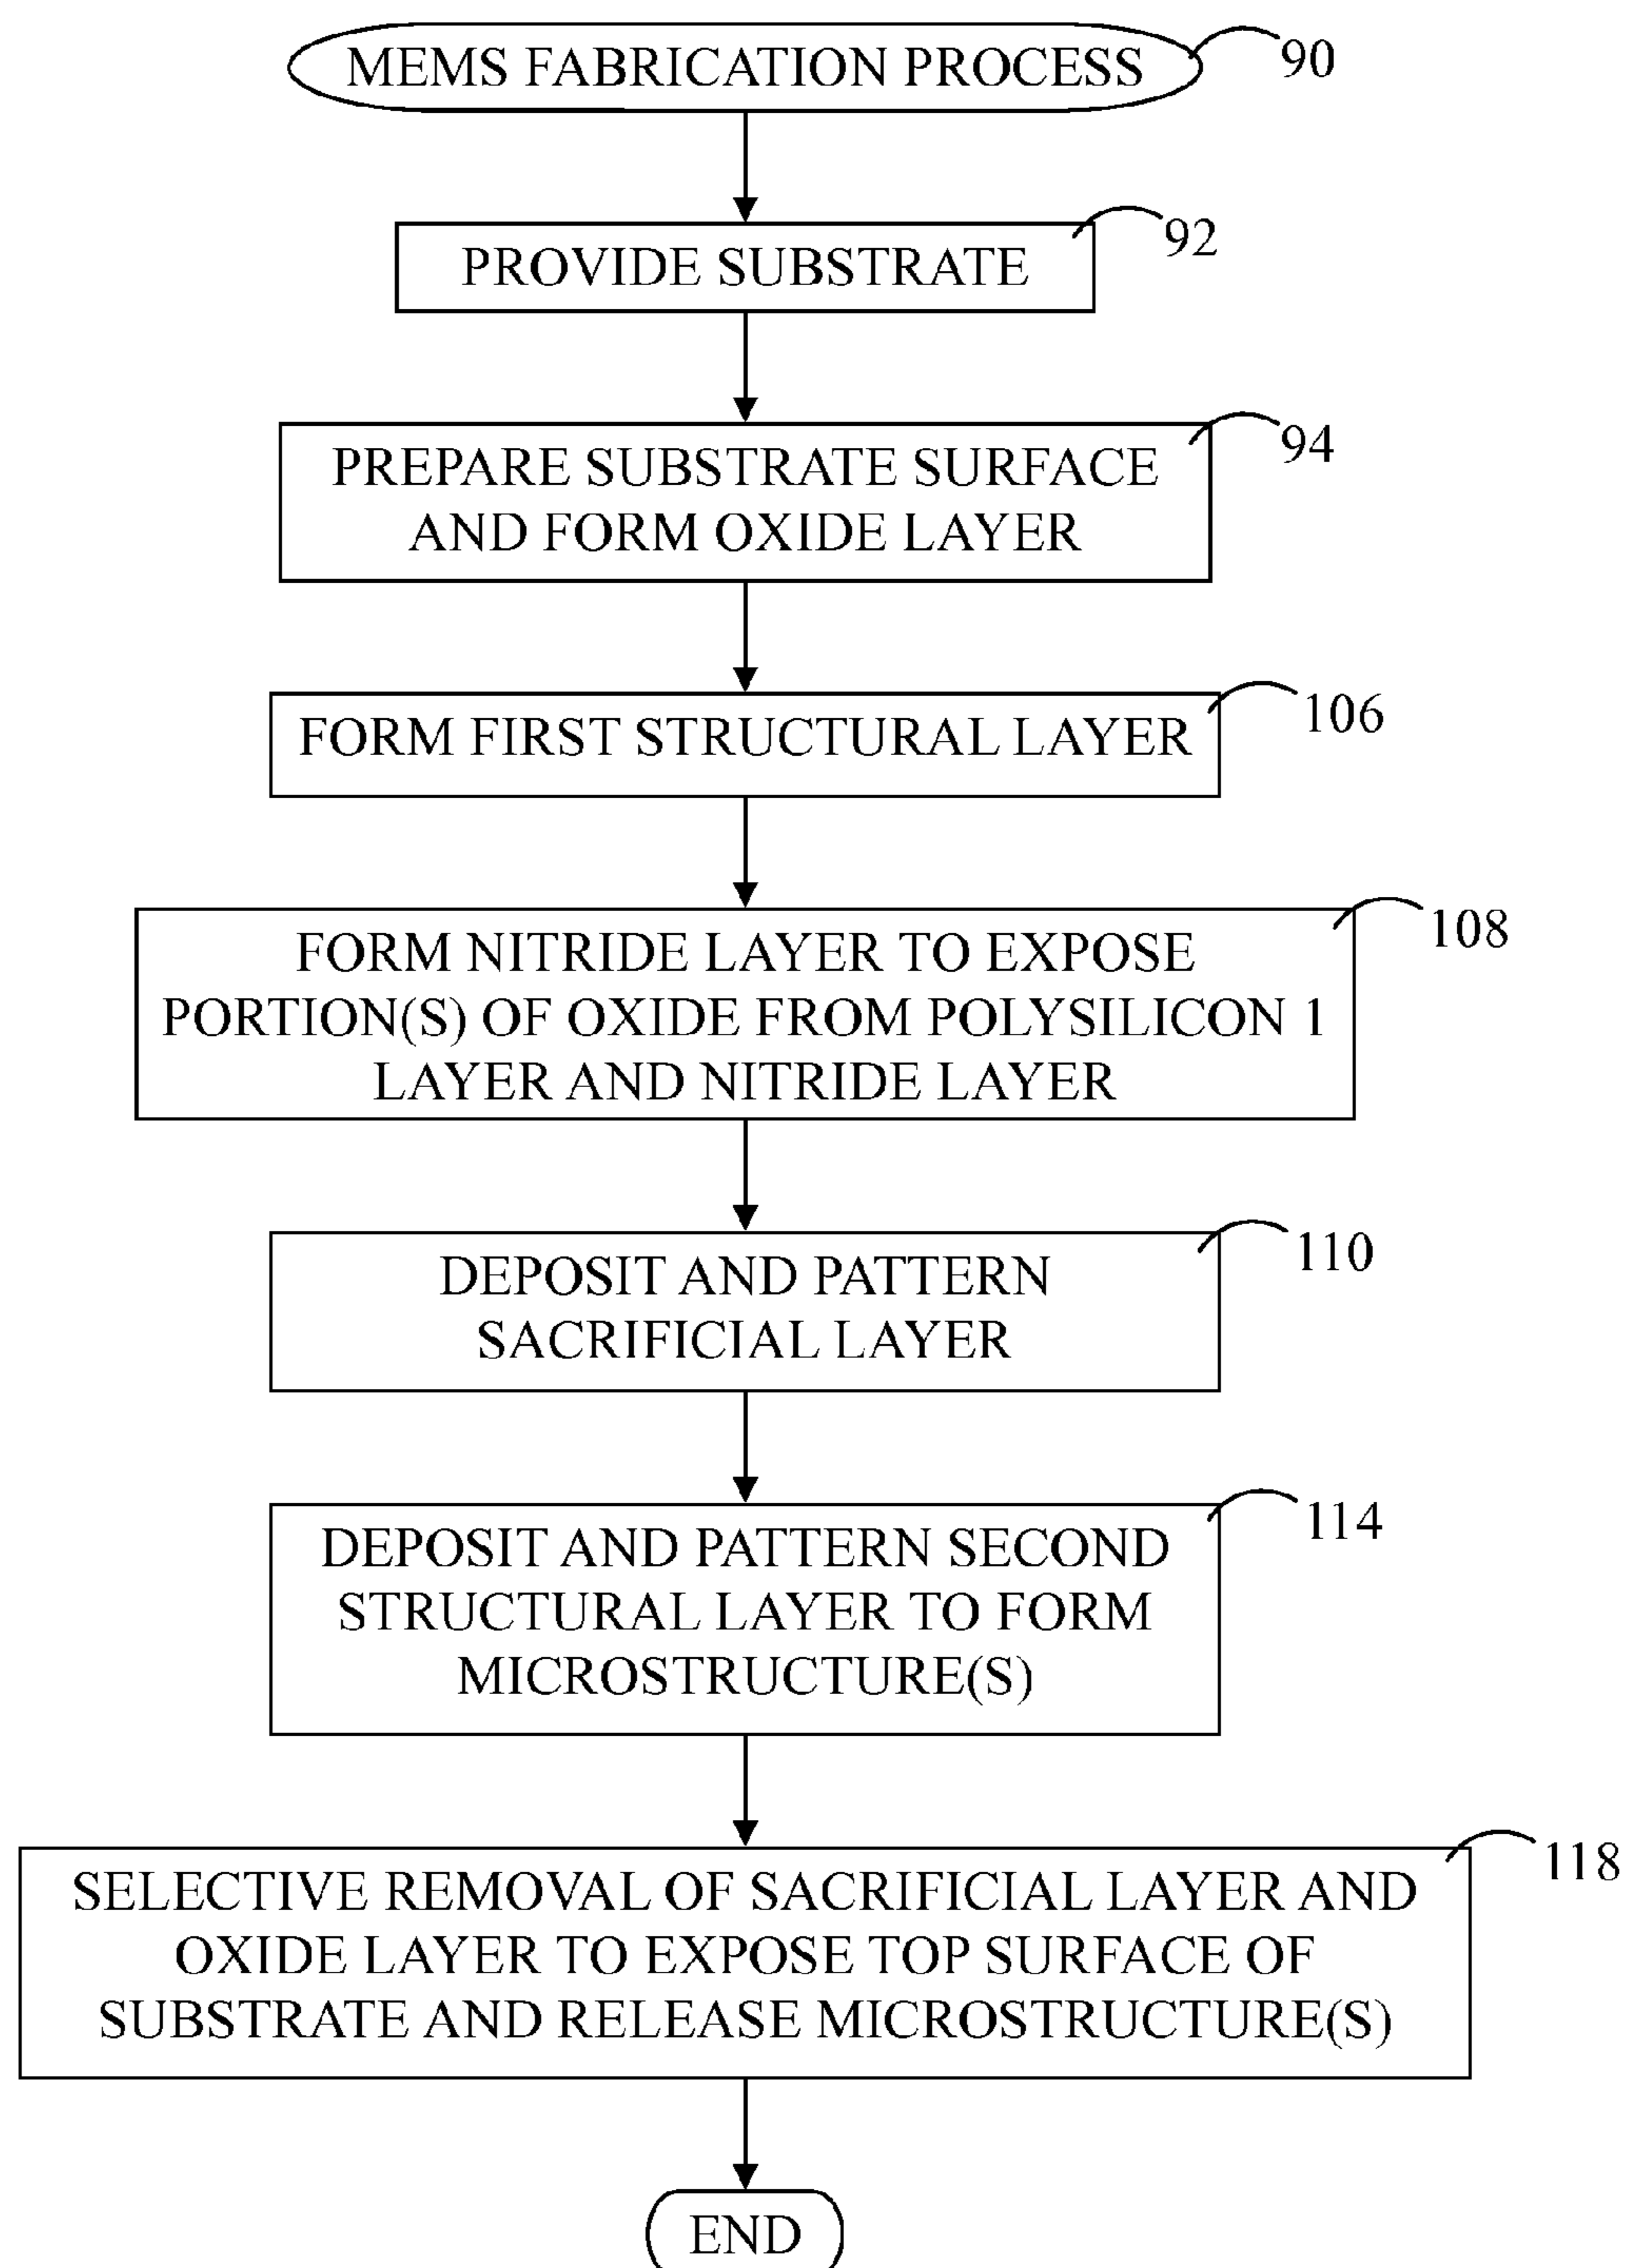 MEMS FABRICATION PROCESS
90
PROVIDE SUBSTRATE
92
PREPARE SUBSTRATE SURFACE
AND FORM OXIDE LAYER
94
FORM FIRST STRUCTURAL LAYER
106
FORM NITRIDE LAYER TO EXPOSE
PORTION(S) OF OXIDE FROM POLYSILICON 1
LAYER AND NITRIDE LAYER
108
DEPOSIT AND PATTERN
SACRIFICIAL LAYER
110
DEPOSIT AND PATTERN SECOND
STRUCTURAL LAYER TO FORM
MICROSTRUCTURE(S)
114
SELECTIVE REMOVAL OF SACRIFICIAL LAYER AND
OXIDE LAYER TO EXPOSE TOP SURFACE OF
SUBSTRATE AND RELEASE MICROSTRUCTURE(S)
118
END